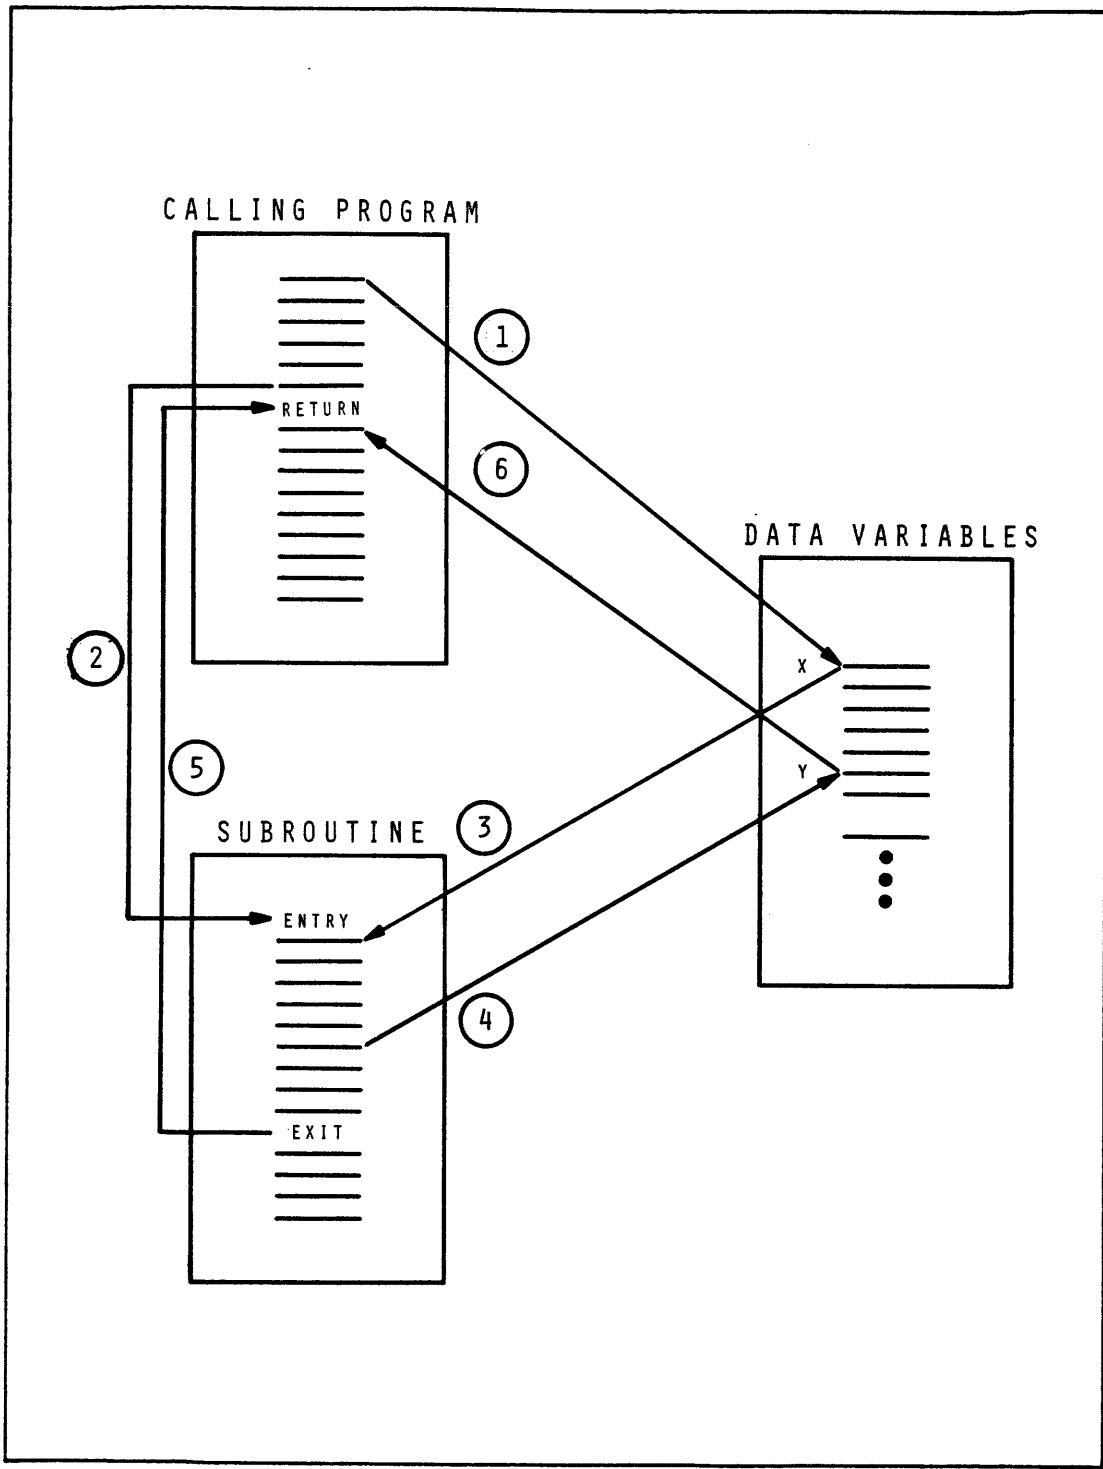 CALLING PROGRAM
1
RETURN
6
DATA VARIABLES
2
X
5
Y
SUBROUTINE
3
ENTRY
4
EXIT